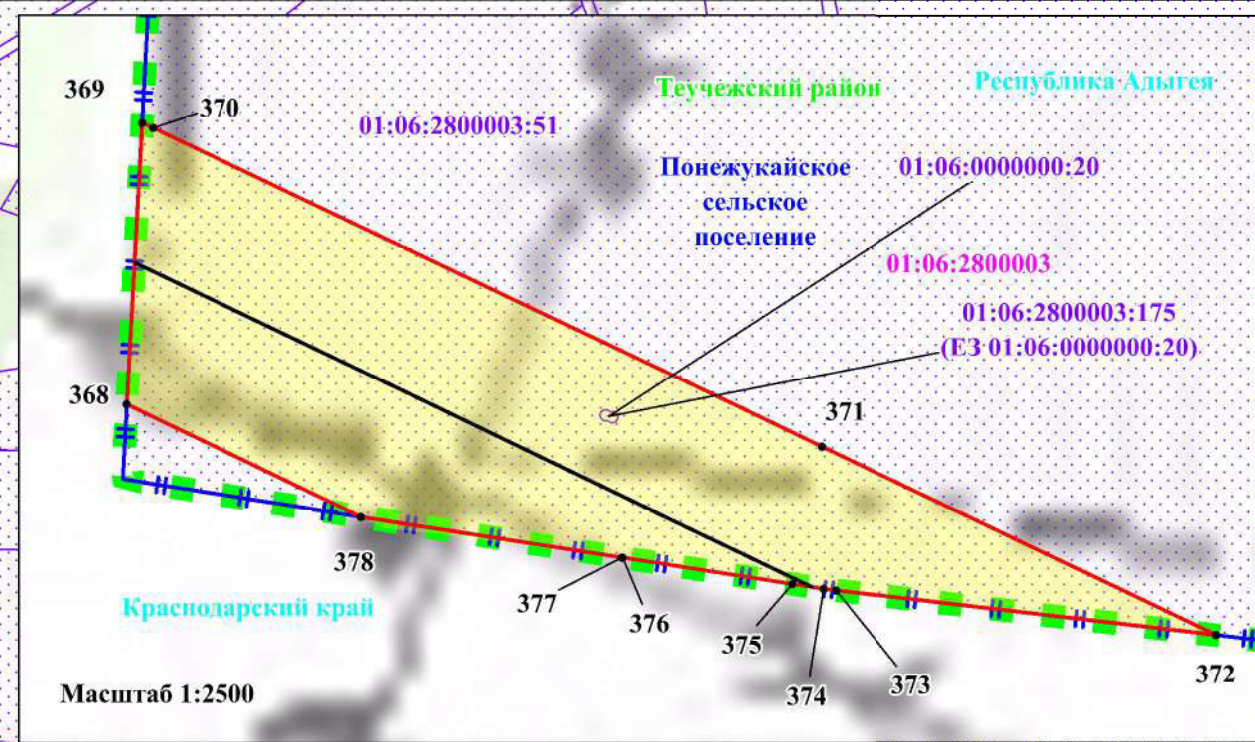 369
370
01:06:2800003:51
Теучежский район
Республика Адыгея
Понежукайское
сельское
поселение
01:06:0000000:20
01:06:2800003
01:06:2800003:175
(ЕЗ 01:06:0000000:20)
368
371
378
377
376
375
374
373
372
Краснодарский край
Масштаб 1:2500